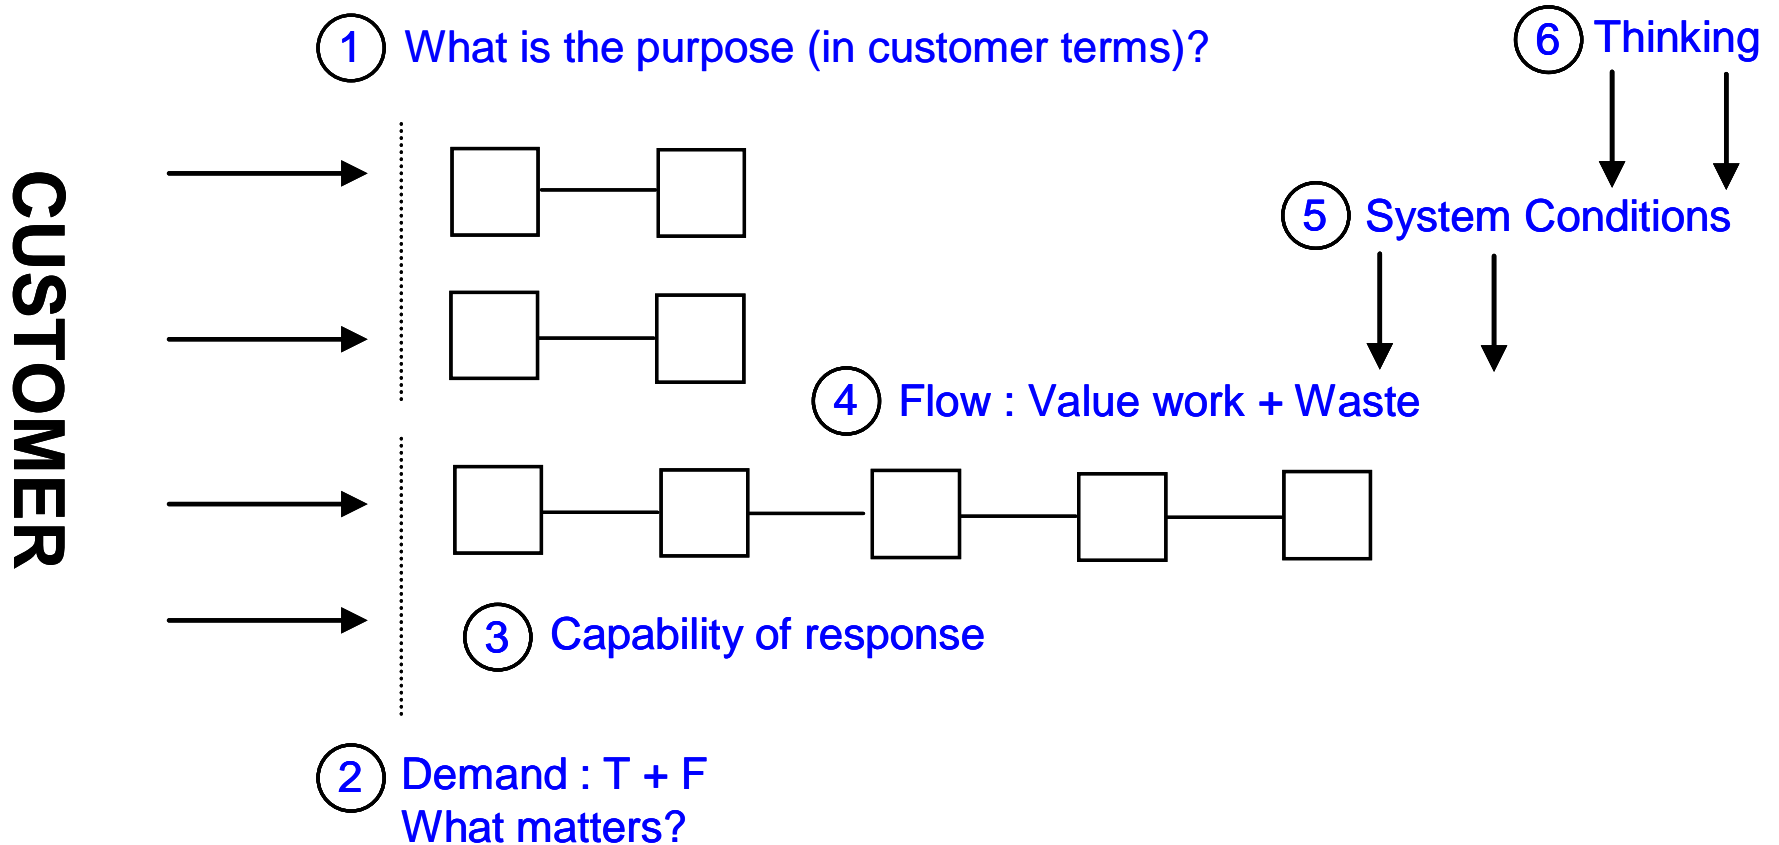 1 What is the purpose (in customer terms)?
6 Thinking
CUSTOMER
5 System Conditions
4 Flow : Value work + Waste
3 Capability of response
2 Demand : T + F
What matters?